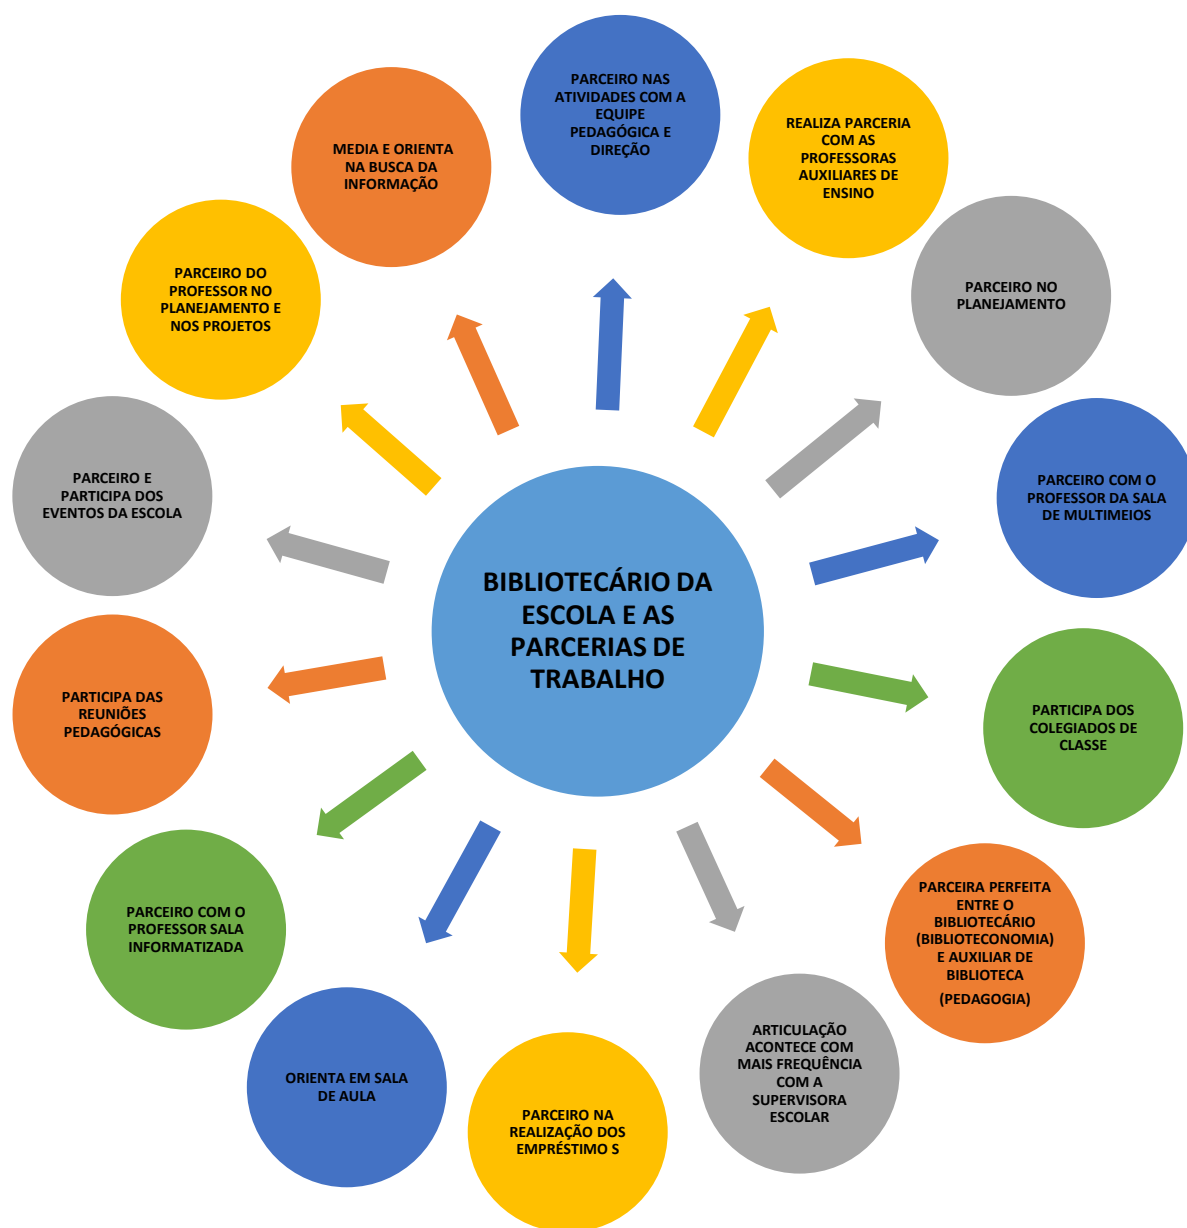 PARCEIRO NAS
ATIVIDADES COM A
EQUIPE
PEDAGÓGICA E
DIREÇÃO
REALIZA PARCERIA
COM AS
PROFESSORAS
AUXILIARES DE
ENSINO
PARCEIRO NO
PLANEJAMENTO
PARCEIRO COM O
PROFESSOR DA SALA
DE MULTIMEIOS
PARTICIPA DOS
COLEGIADOS DE
CLASSE
PARCEIRA PERFEITA
ENTRE O
BIBLIOTECÁRIO
(BIBLIOTECONOMIA)
E AUXILIAR DE
BIBLIOTECA
(PEDAGOGIA)
ARTICULAÇÃO
ACONTECE COM
MAIS FREQUÊNCIA
COM A
SUPERVISORA
ESCOLAR
PARCEIRO NA
REALIZAÇÃO DOS
EMPRÉSTIMO S
ORIENTA EM SALA
DE AULA
PARCEIRO COM O
PROFESSOR SALA
INFORMATIZADA
PARTICIPA DAS
REUNIÕES
PEDAGÓGICAS
PARCEIRO E
PARTICIPA DOS
EVENTOS DA ESCOLA
PARCEIRO DO
PROFESSOR NO
PLANEJAMENTO E
NOS PROJETOS
MEDIA E ORIENTA
NA BUSCA DA
INFORMAÇÃO
BIBLIOTECÁRIO DA
ESCOLA E AS
PARCERIAS DE
TRABALHO